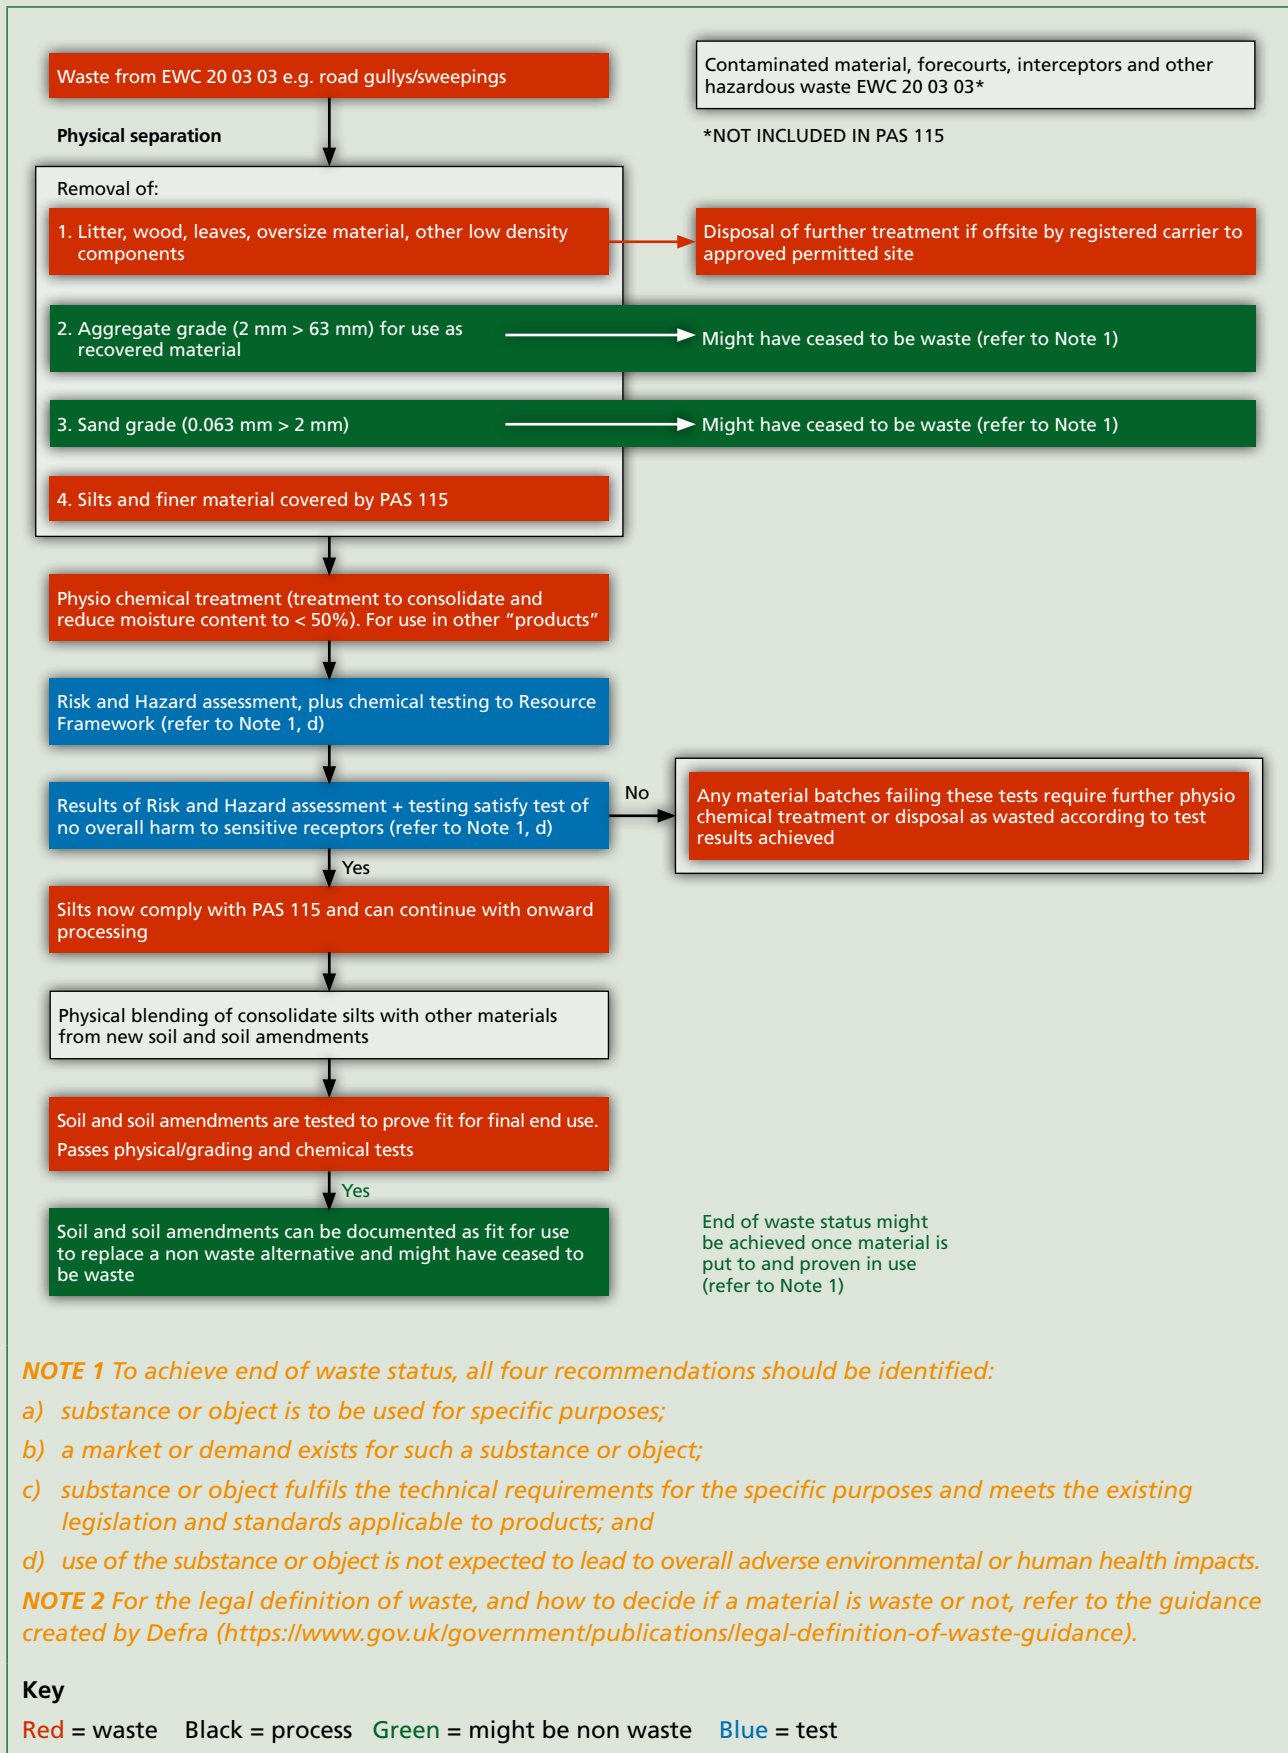 Waste from EWC 20 03 03 e.g. road gullys/sweepings
Contaminated material, forecourts, interceptors and other
hazardous waste EWC 20 03 03*
Physical separation
*NOT INCLUDED IN PAS 115
Removal of:
1. Litter, wood, leaves, oversize material, other low density
components
Disposal of further treatment if offsite by registered carrier to
approved permitted site
2. Aggregate grade (2 mm > 63 mm) for use as
recovered material
Might have ceased to be waste (refer to Note 1)
3. Sand grade (0.063 mm > 2 mm)
Might have ceased to be waste (refer to Note 1)
4. Silts and finer material covered by PAS 115
Physio chemical treatment (treatment to consolidate and
reduce moisture content to < 50%). For use in other “products”
Risk and Hazard assessment, plus chemical testing to Resource
Framework (refer to Note 1, d)
Results of Risk and Hazard assessment + testing satisfy test of
no overall harm to sensitive receptors (refer to Note 1, d)
No
Any material batches failing these tests require further physio
chemical treatment or disposal as wasted according to test
results achieved
Yes
Silts now comply with PAS 115 and can continue with onward
processing
Physical blending of consolidate silts with other materials
from new soil and soil amendments
Soil and soil amendments are tested to prove fit for final end use.
Passes physical/grading and chemical tests
Yes
Soil and soil amendments can be documented as fit for use
to replace a non waste alternative and might have ceased to
be waste
End of waste status might
be achieved once material is
put to and proven in use
(refer to Note 1)
NOTE 1 To achieve end of waste status, all four recommendations should be identified:
a) substance or object is to be used for specific purposes;
b) a market or demand exists for such a substance or object;
c) substance or object fulfils the technical requirements for the specific purposes and meets the existing
legislation and standards applicable to products; and
d) use of the substance or object is not expected to lead to overall adverse environmental or human health impacts.
NOTE 2 For the legal definition of waste, and how to decide if a material is waste or not, refer to the guidance
created by Defra (https://www.gov.uk/government/publications/legal-definition-of-waste-guidance).
Key
Red = waste Black = process Green = might be non waste Blue = test